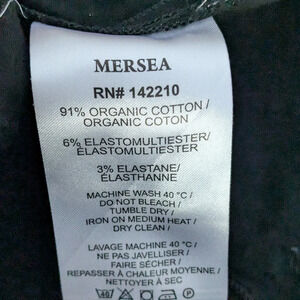 MERSEA
RN# 142210
91% ORGANIC COTTON /
ORGANIC COTON
6% ELASTOMULTIESTER/
ELASTOMULTIESTER
3% ELASTANE/
ÉLASTHANNE
MACHINE WASH 40 °C /
DO NOT BLEACH /
TUMBLE DRY /
IRON ON MEDIUM HEAT /
DRY CLEAN /
LAVAGE MACHINE 40 °C /
NE PAS JAVELLISER /
FAIRE SÉCHER /
REPASSER À CHALEUR MOYENNE /
NETTOYER À SEC